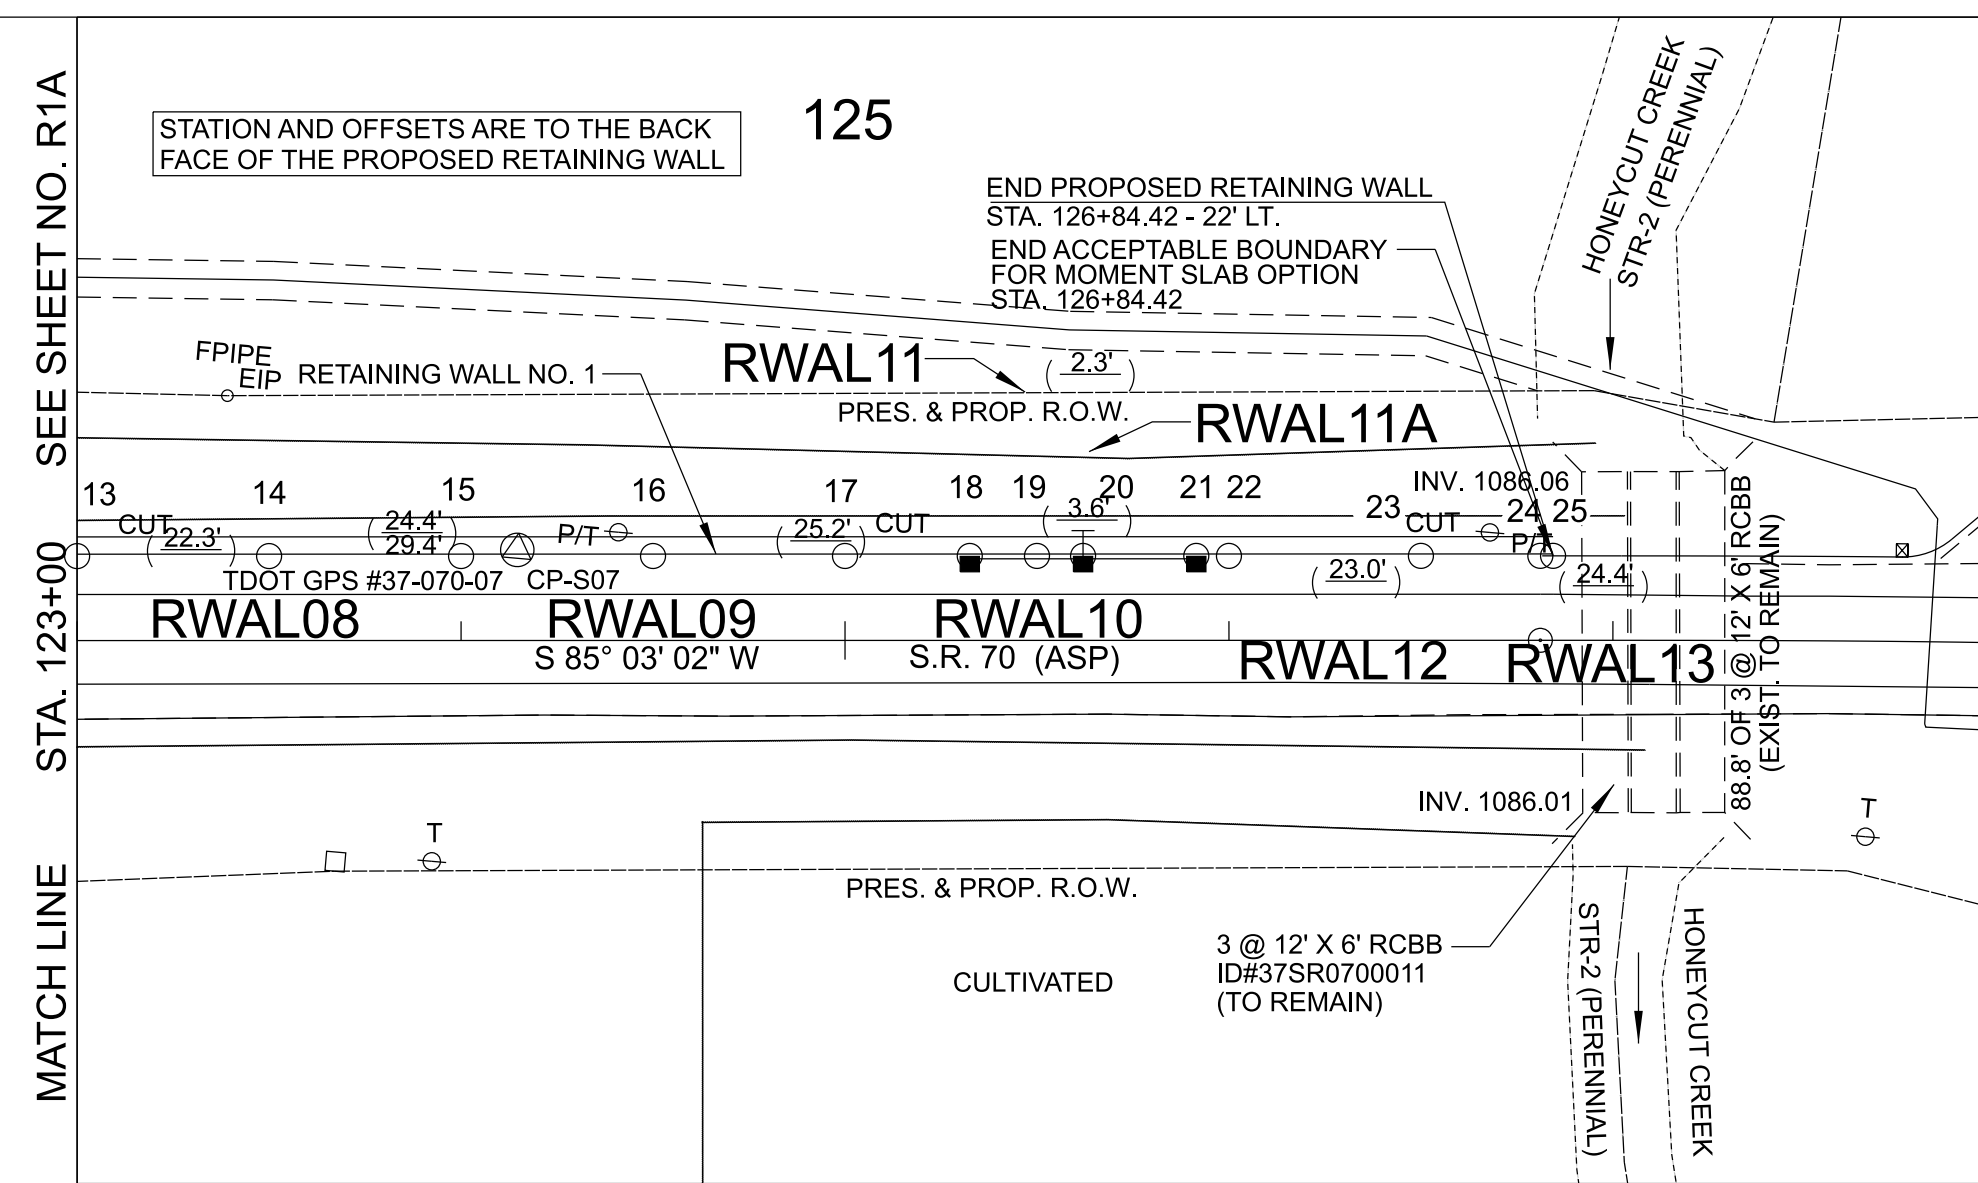 MATCH LINE STA. 123+00 SEE SHEET NO. R1A
STATION AND OFFSETS ARE TO THE BACK
FACE OF THE PROPOSED RETAINING WALL
125
END PROPOSED RETAINING WALL
STA. 126+84.42 - 22' LT.
END ACCEPTABLE BOUNDARY
FOR MOMENT SLAB OPTION
STA. 126+84.42
HONEYCUT CREEK
STR-2 (PERENNIAL)
FPIPE
EIP
RETAINING WALL NO. 1
RWAL11
(2.3')
PRES. & PROP. R.O.W.
RWAL11A
INV. 1086.06
13 14 15 16 17 18 19 20 21 22 23 24 25
CUT
(22.3')
(24.4'
29.4')
P/T
(25.2')
CUT
(3.6')
CUT
P/T
TDOT GPS #37-070-07 CP-S07
(23.0')
(24.4')
RWAL08
RWAL09
RWAL10
RWAL12
RWAL13
S 85° 03' 02" W
S.R. 70 (ASP)
88.8' OF 3 @ 12' X 6' RCBB
(EXIST. TO REMAIN)
INV. 1086.01
T
T
PRES. & PROP. R.O.W.
3 @ 12' X 6' RCBB
ID#37SR0700011
(TO REMAIN)
CULTIVATED
STR-2 (PERENNIAL)
HONEYCUT CREEK